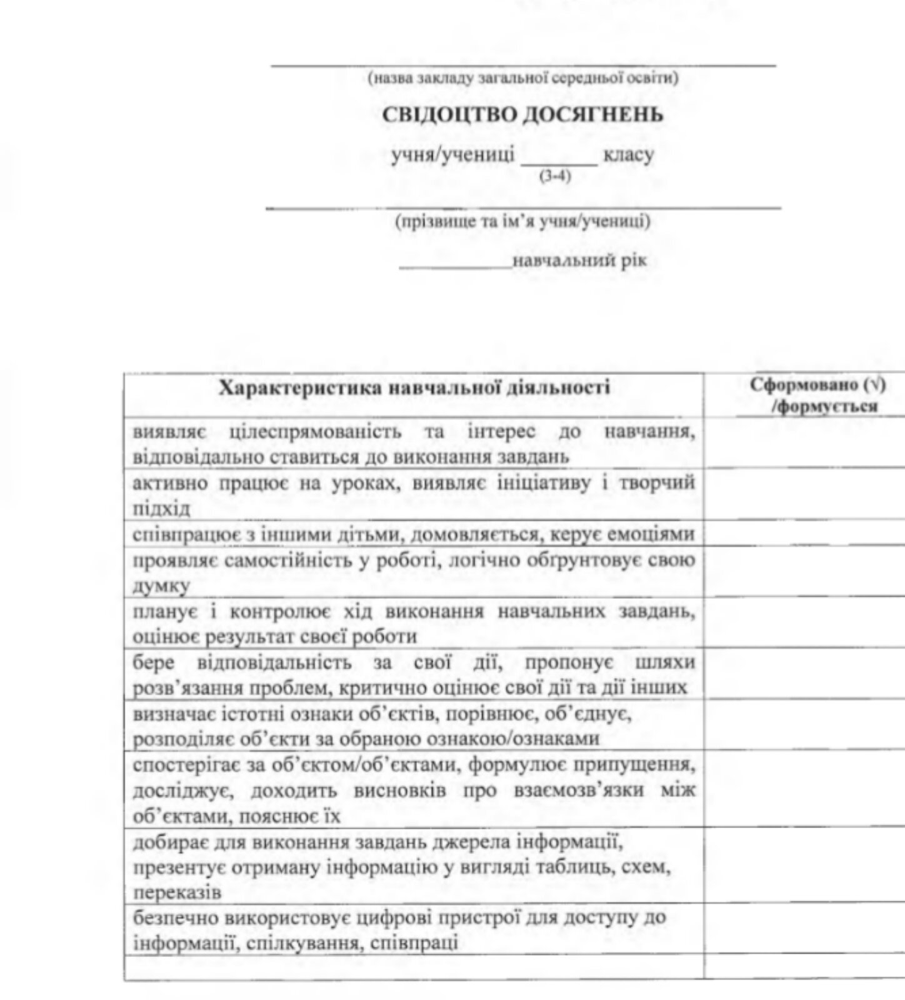 (назва закладу загальної середньої освіти)
СВІДОЦТВО ДОСЯГНЕНЬ
учня/учениці ________ класу
(3-4)
(прізвище та ім’я учня/учениці)
___________навчальний рік
Характеристика навчальної діяльності
Сформовано (√)
/формується
виявляє цілеспрямованість та інтерес до навчання,
відповідально ставиться до виконання завдань
активно працює на уроках, виявляє ініціативу і творчий
підхід
співпрацює з іншими дітьми, домовляється, керує емоціями
проявляє самостійність у роботі, логічно обґрунтовує свою
думку
планує і контролює хід виконання навчальних завдань,
оцінює результат своєї роботи
бере відповідальність за свої дії, пропонує шляхи
розв’язання проблем, критично оцінює свої дії та дії інших
визначає істотні ознаки об’єктів, порівнює, об’єднує,
розподіляє об’єкти за обраною ознакою/ознаками
спостерігає за об’єктом/об’єктами, формулює припущення,
досліджує, доходить висновків про взаємозв’язки між
об’єктами, пояснює їх
добирає для виконання завдань джерела інформації,
презентує отриману інформацію у вигляді таблиць, схем,
переказів
безпечно використовує цифрові пристрої для доступу до
інформації, спілкування, співпраці